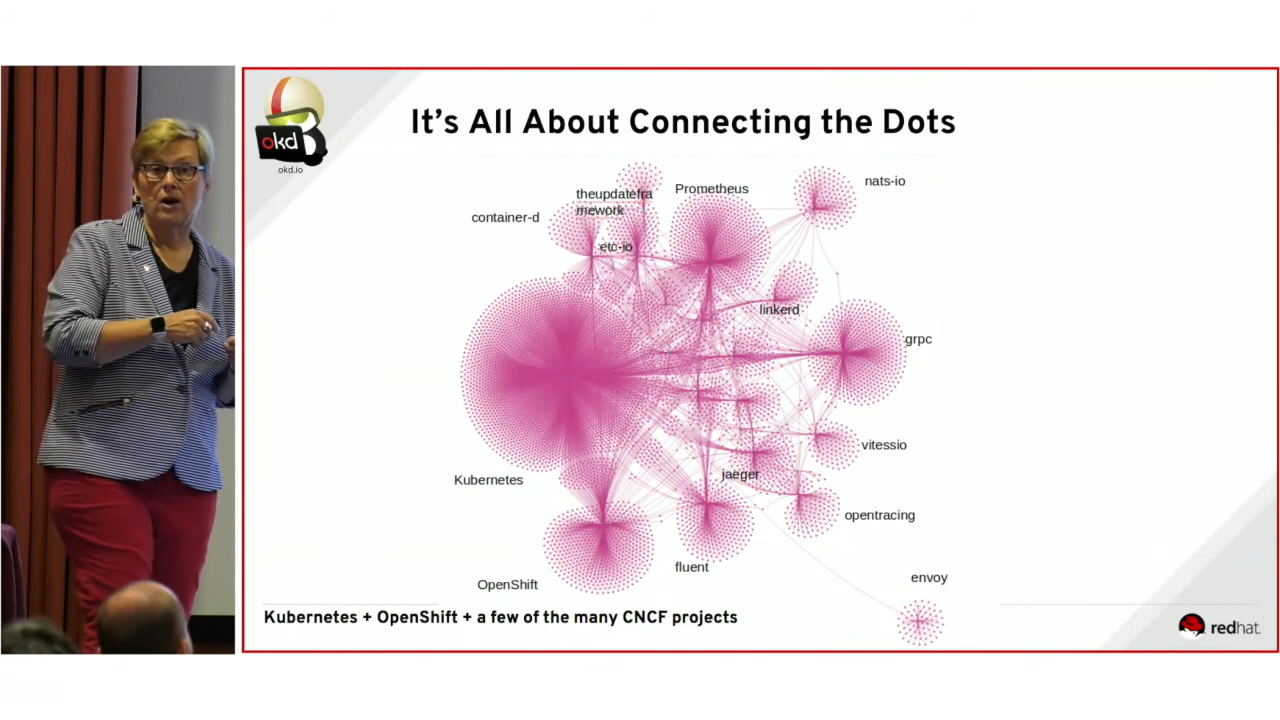 okd
okd.io
It's All About Connecting the Dots
theupdatefra
mework
Prometheus
nats-io
container-d
etc-io
linkerd
grpc
Kubernetes
jaeger
vitessio
opentracing
fluent
OpenShift
envoy
Kubernetes + OpenShift + a few of the many CNCF projects
redhat.